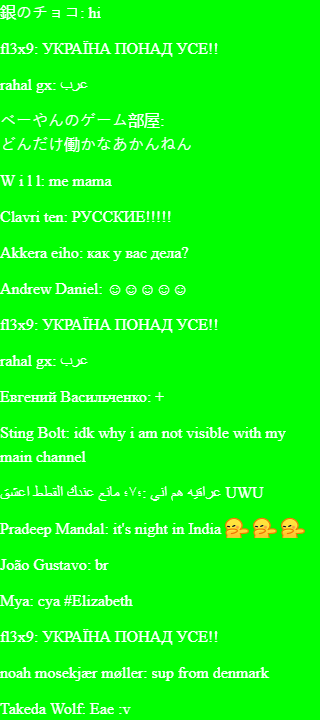 銀のチョコ: hi
fl3x9: УКРАЇНА ПОНАД УСЕ!!
rahal gx: عرب
べーやんのゲーム部屋:
どんだけ働かなあかんねん
W i l l: me mama
Clavri ten: РУССКИЕ!!!!!
Akkera eiho: как у вас дела?
Andrew Daniel: ☺☺☺☺☺
fl3x9: УКРАЇНА ПОНАД УСЕ!!
rahal gx: عرب
Евгений Васильченко: +
Sting Bolt: idk why i am not visible with my
main channel
عراقيه هم اني :٤٧٤ مانع عندك القطط اعشق UWU
Pradeep Mandal: it's night in India 🤷🤷🤷
João Gustavo: br
Mya: cya #Elizabeth
fl3x9: УКРАЇНА ПОНАД УСЕ!!
noah mosekjær møller: sup from denmark
Takeda Wolf: Eae :v